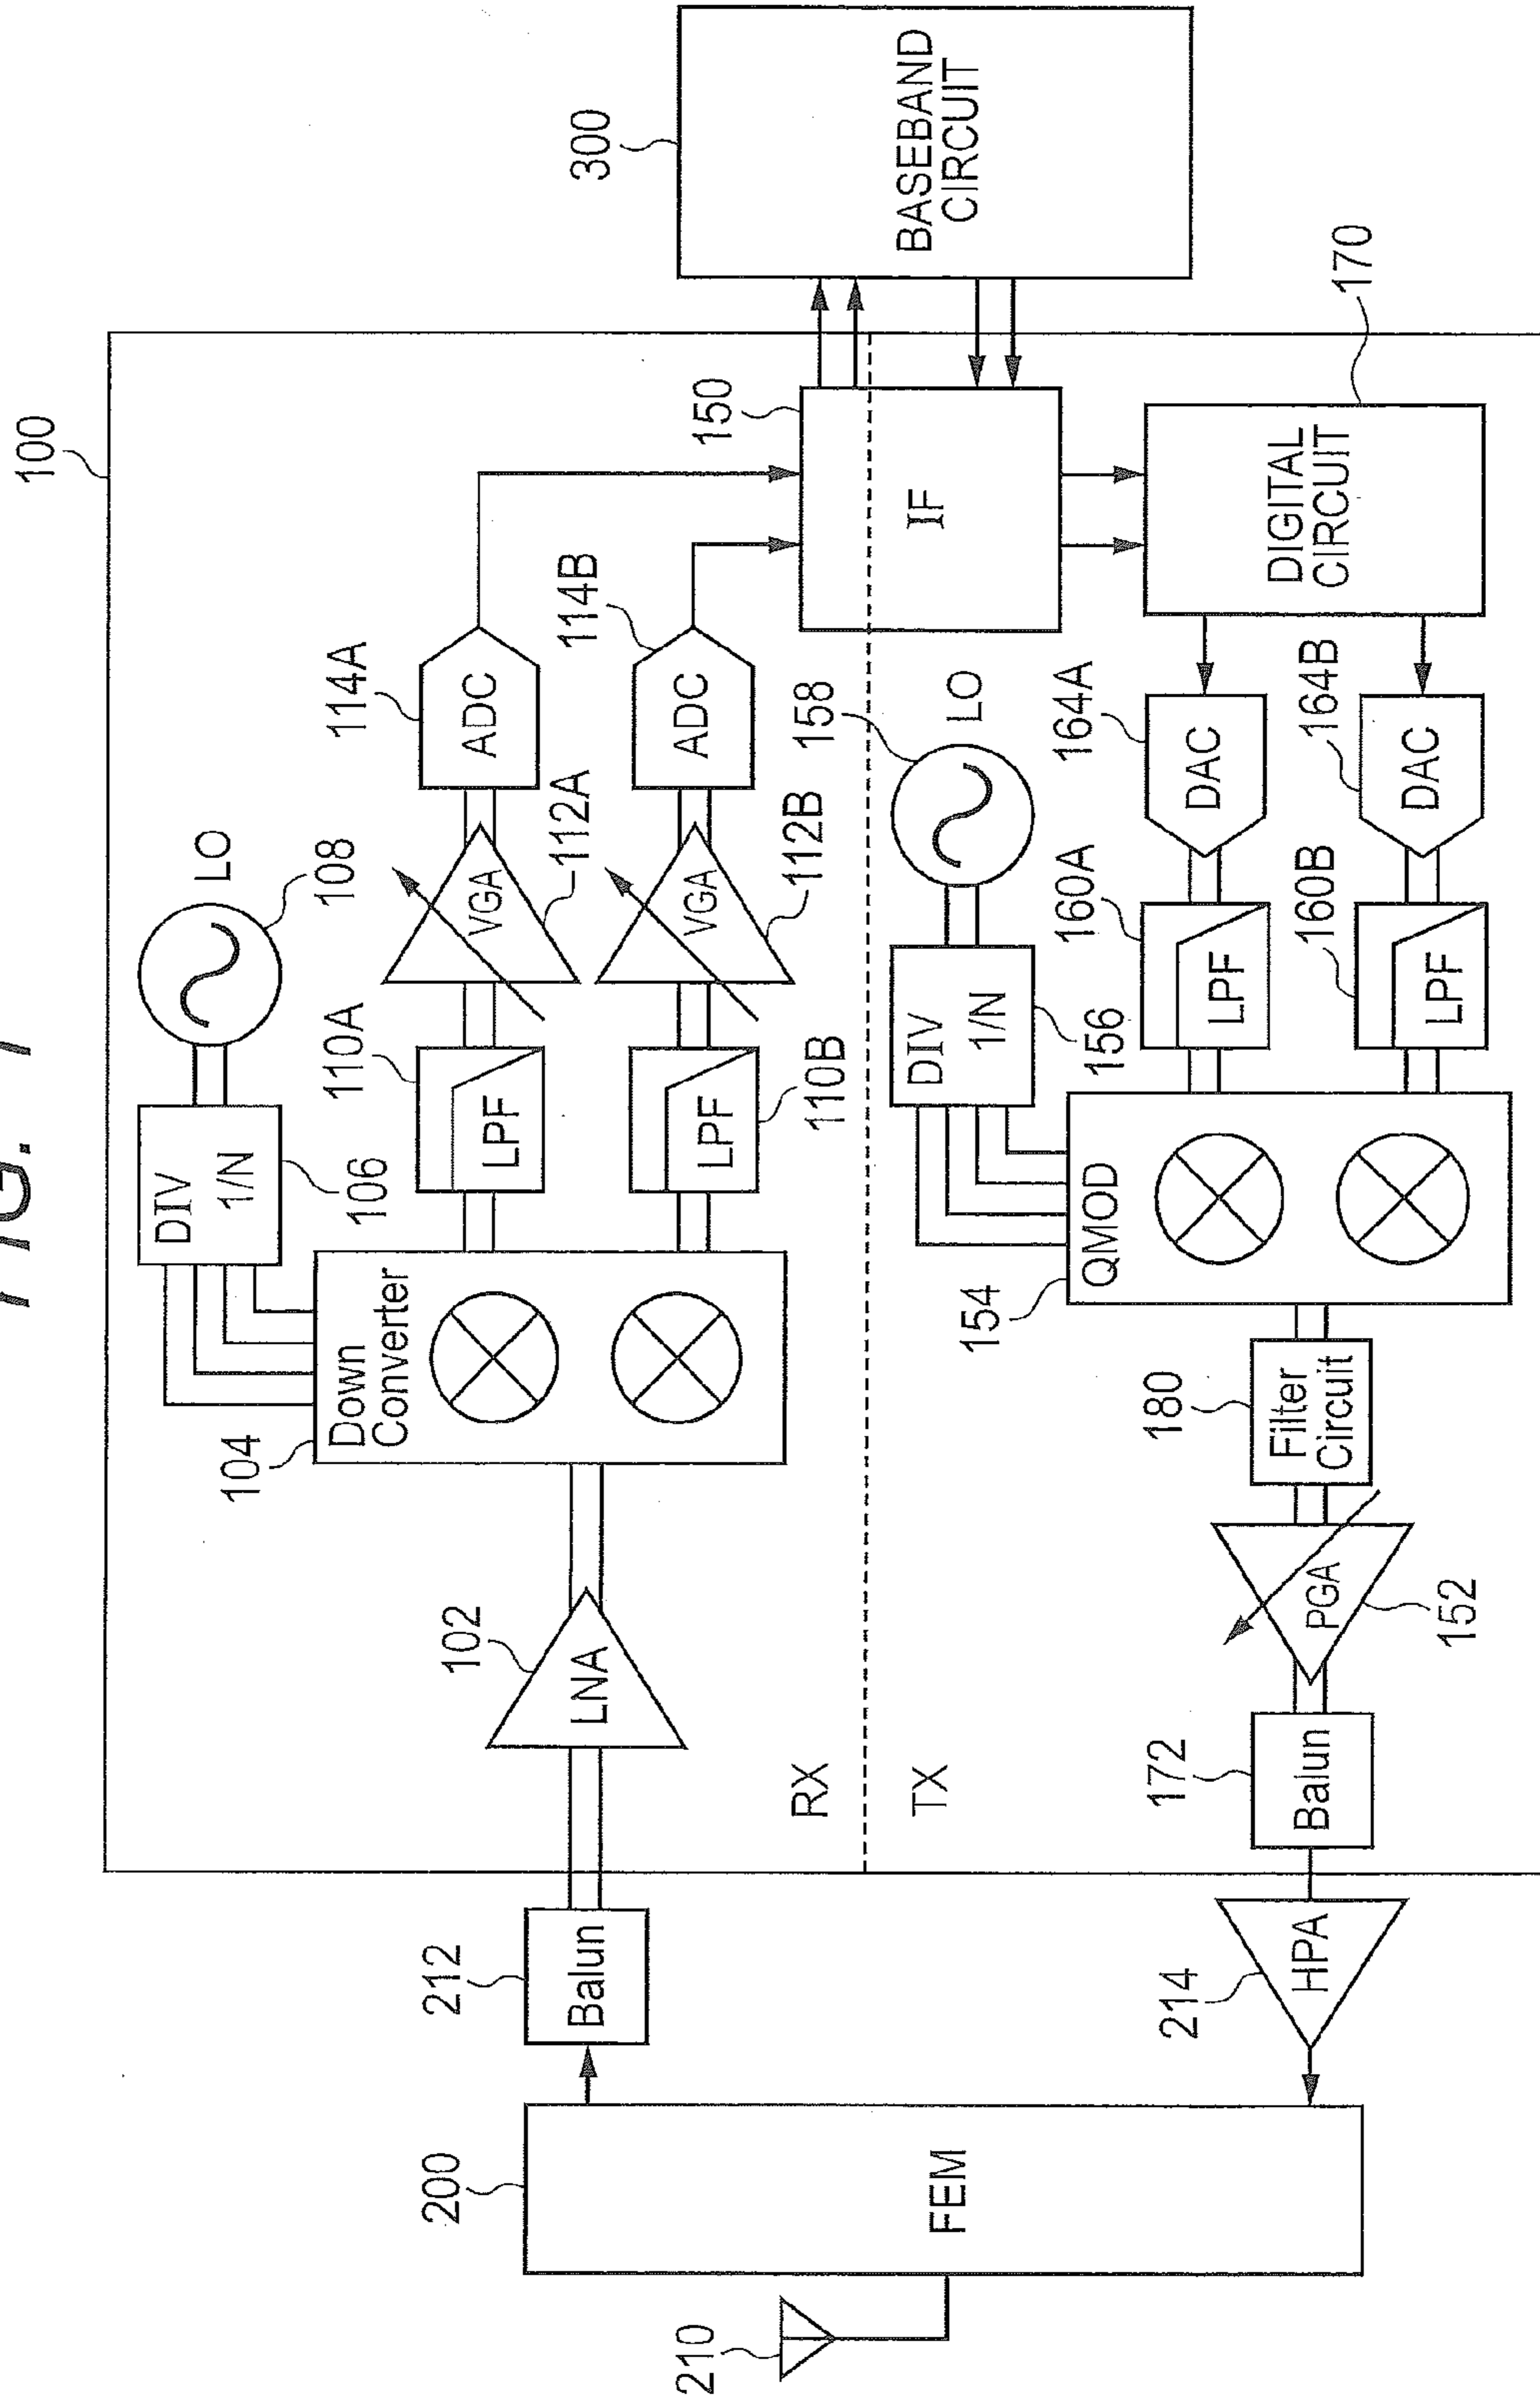 FIG. 1
100
300
BASEBAND
CIRCUIT
LO
108
DIV
1/N
106
104
Down
Converter
110A
LPF
VGA
112A
114A
ADC
110B
LPF
VGA
112B
114B
ADC
102
LNA
212
Balun
200
FEM
210
RX
TX
150
IF
158
LO
DIV
1/N
156
170
DIGITAL
CIRCUIT
164A
DAC
164B
DAC
160A
LPF
160B
LPF
154
QMOD
180
Filter
Circuit
PGA
152
172
Balun
214
HPA